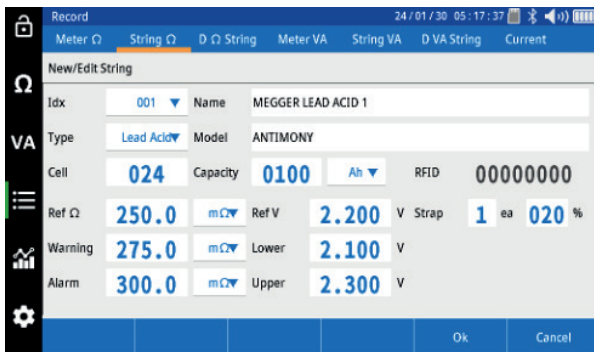 Record 24/01/30 05:17:37
Meter Ω String Ω D Ω String Meter VA String VA D VA String Current
New/Edit String
Idx 001 Name MEGGER LEAD ACID 1
Type Lead Acid Model ANTIMONY
Cell 024 Capacity 0100 Ah RFID 00000000
Ref Ω 250.0 mΩ Ref V 2.200 V Strap 1 ea 020 %
Warning 275.0 mΩ Lower 2.100 V
Alarm 300.0 mΩ Upper 2.300 V
Ok Cancel
Ω
VA